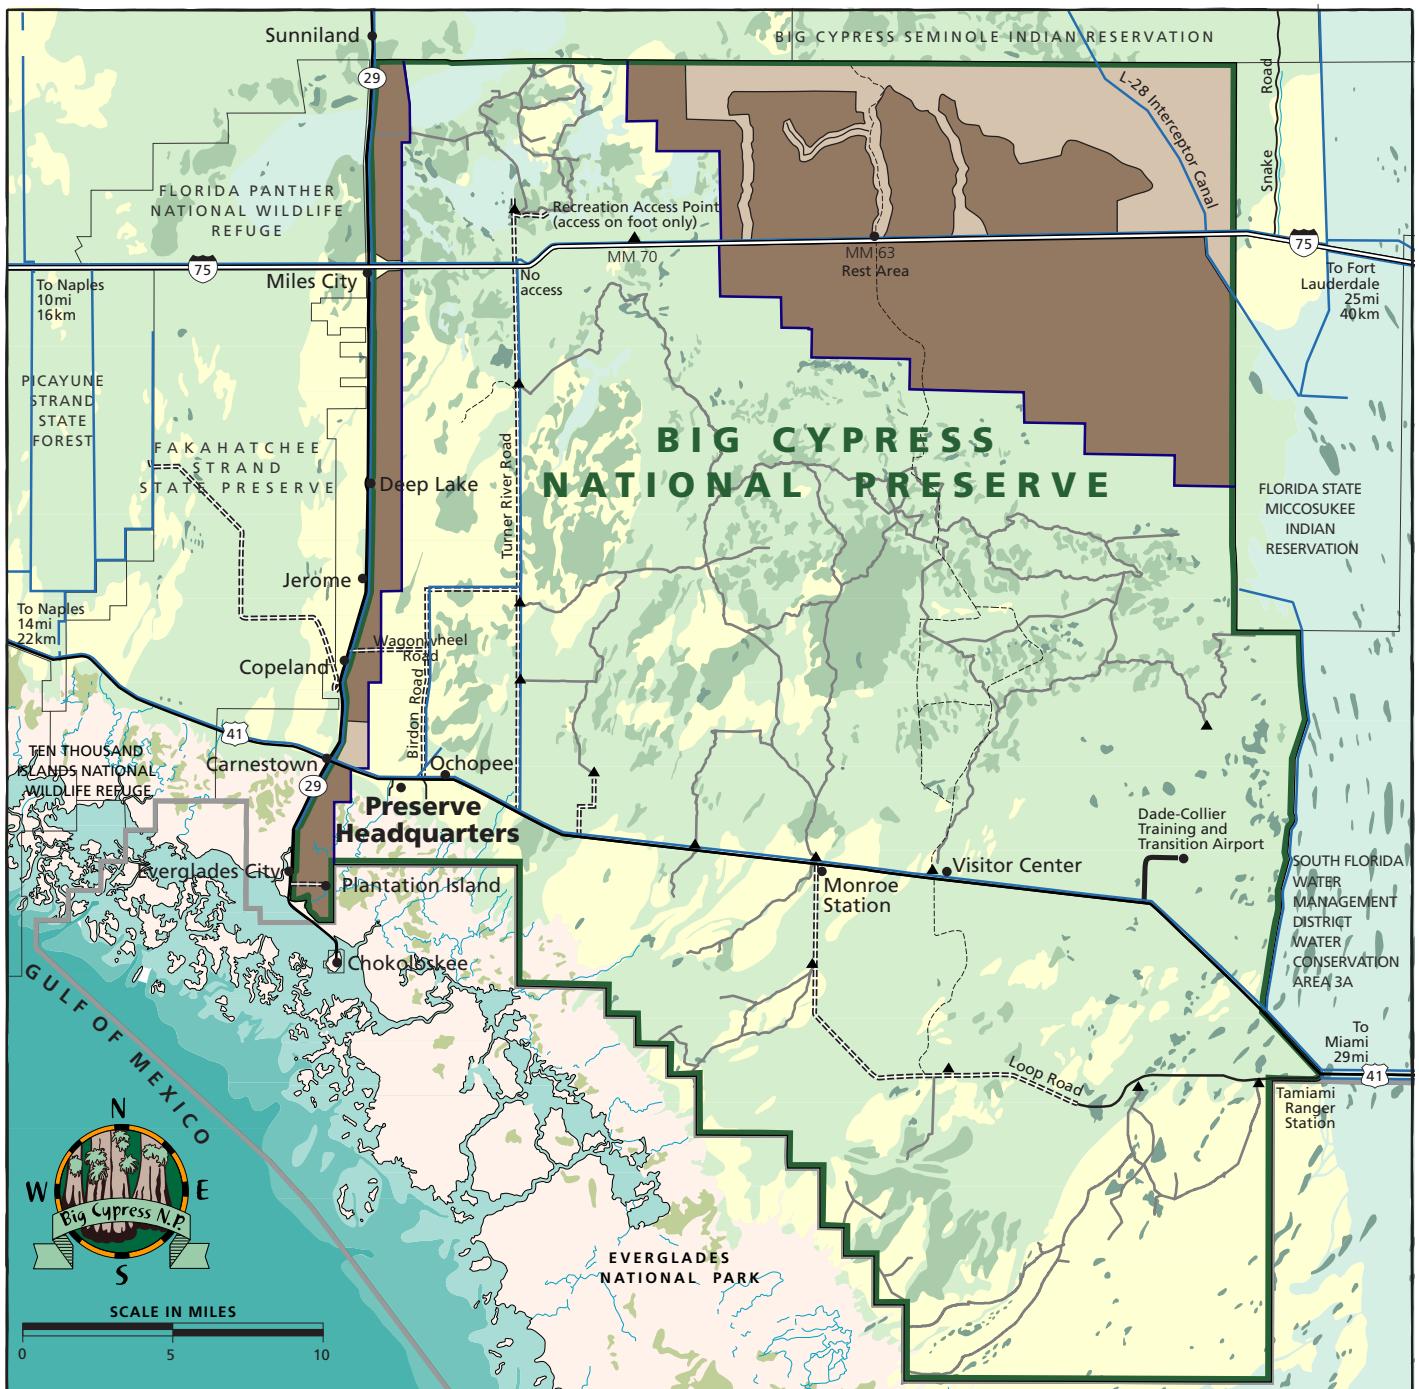 Sunniland
BIG CYPRESS SEMINOLE INDIAN RESERVATION
29
L-28 Interceptor Canal
Snake Road
FLORIDA PANTHER
NATIONAL WILDLIFE
REFUGE
Recreation Access Point
(access on foot only)
75
MM 70
MM 63
Rest Area
75
To Naples
10mi
16km
Miles City
No
access
To Fort
Lauderdale
25mi
40km
PICAYUNE
STRAND
STATE
FOREST
FAKAHATCHEE
STRAND
STATE PRESERVE
Deep Lake
Turner River Road
BIG CYPRESS
NATIONAL PRESERVE
FLORIDA STATE
MICCOSUKEE
INDIAN
RESERVATION
Jerome
To Naples
14mi
22km
Wagonwheel
Road
Copeland
Birdon Road
41
TEN THOUSAND
ISLANDS NATIONAL
WILDLIFE REFUGE
Carnestown
Ochopee
29
Preserve
Headquarters
Dade-Collier
Training and
Transition Airport
Everglades City
Plantation Island
Monroe
Station
Visitor Center
SOUTH FLORIDA
WATER
MANAGEMENT
DISTRICT
WATER
CONSERVATION
AREA 3A
Chokoloskee
GULF OF MEXICO
To
Miami
29mi
41
Loop Road
Tamiami
Ranger
Station
N
W
E
Big Cypress N.P.
S
EVERGLADES
NATIONAL PARK
SCALE IN MILES
0 5 10